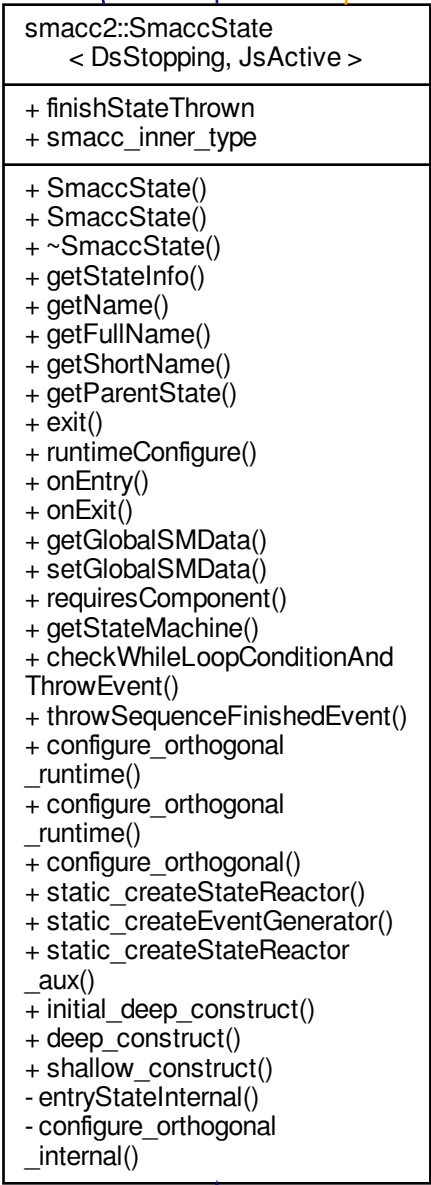 smacc2::SmaccState
< DsStopping, JsActive >
+ finishStateThrown
+ smacc_inner_type
+ SmaccState()
+ SmaccState()
+ ~SmaccState()
+ getStateInfo()
+ getName()
+ getFullName()
+ getShortName()
+ getParentState()
+ exit()
+ runtimeConfigure()
+ onEntry()
+ onExit()
+ getGlobalSMData()
+ setGlobalSMData()
+ requiresComponent()
+ getStateMachine()
+ checkWhileLoopConditionAnd
ThrowEvent()
+ throwSequenceFinishedEvent()
+ configure_orthogonal
_runtime()
+ configure_orthogonal
_runtime()
+ configure_orthogonal()
+ static_createStateReactor()
+ static_createEventGenerator()
+ static_createStateReactor
_aux()
+ initial_deep_construct()
+ deep_construct()
+ shallow_construct()
- entryStateInternal()
- configure_orthogonal
_internal()